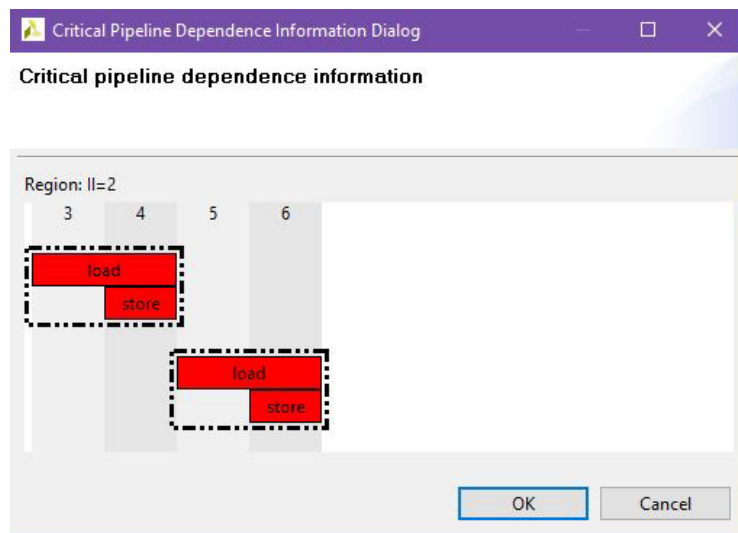 Critical Pipeline Dependence Information Dialog
Critical pipeline dependence information
Region: II=2
3 4 5 6
load
store
load
store
OK Cancel